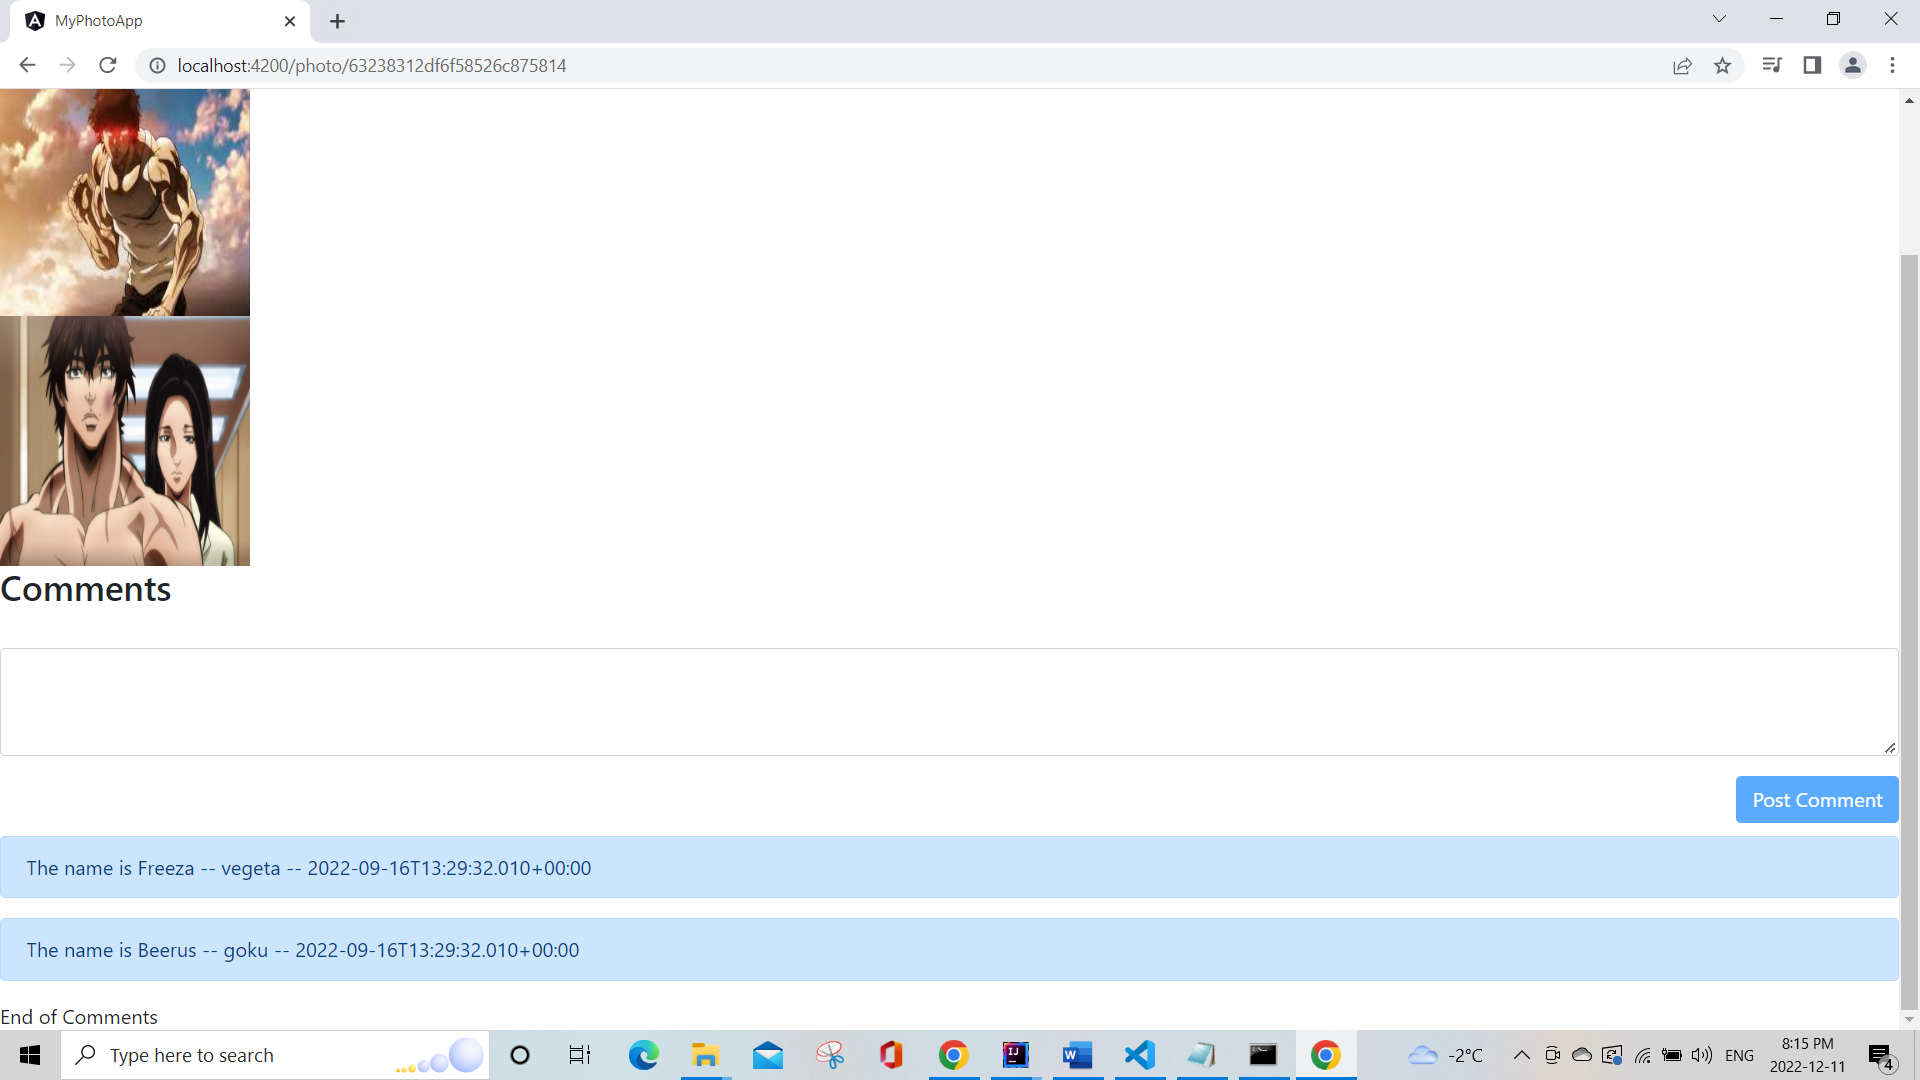 MyPhotoApp
localhost:4200/photo/63238312df6f58526c875814
Comments
Post Comment
The name is Freeza -- vegeta -- 2022-09-16T13:29:32.010+00:00
The name is Beerus -- goku -- 2022-09-16T13:29:32.010+00:00
End of Comments
Type here to search
-2°C
ENG
8:15 PM
2022-12-11
4